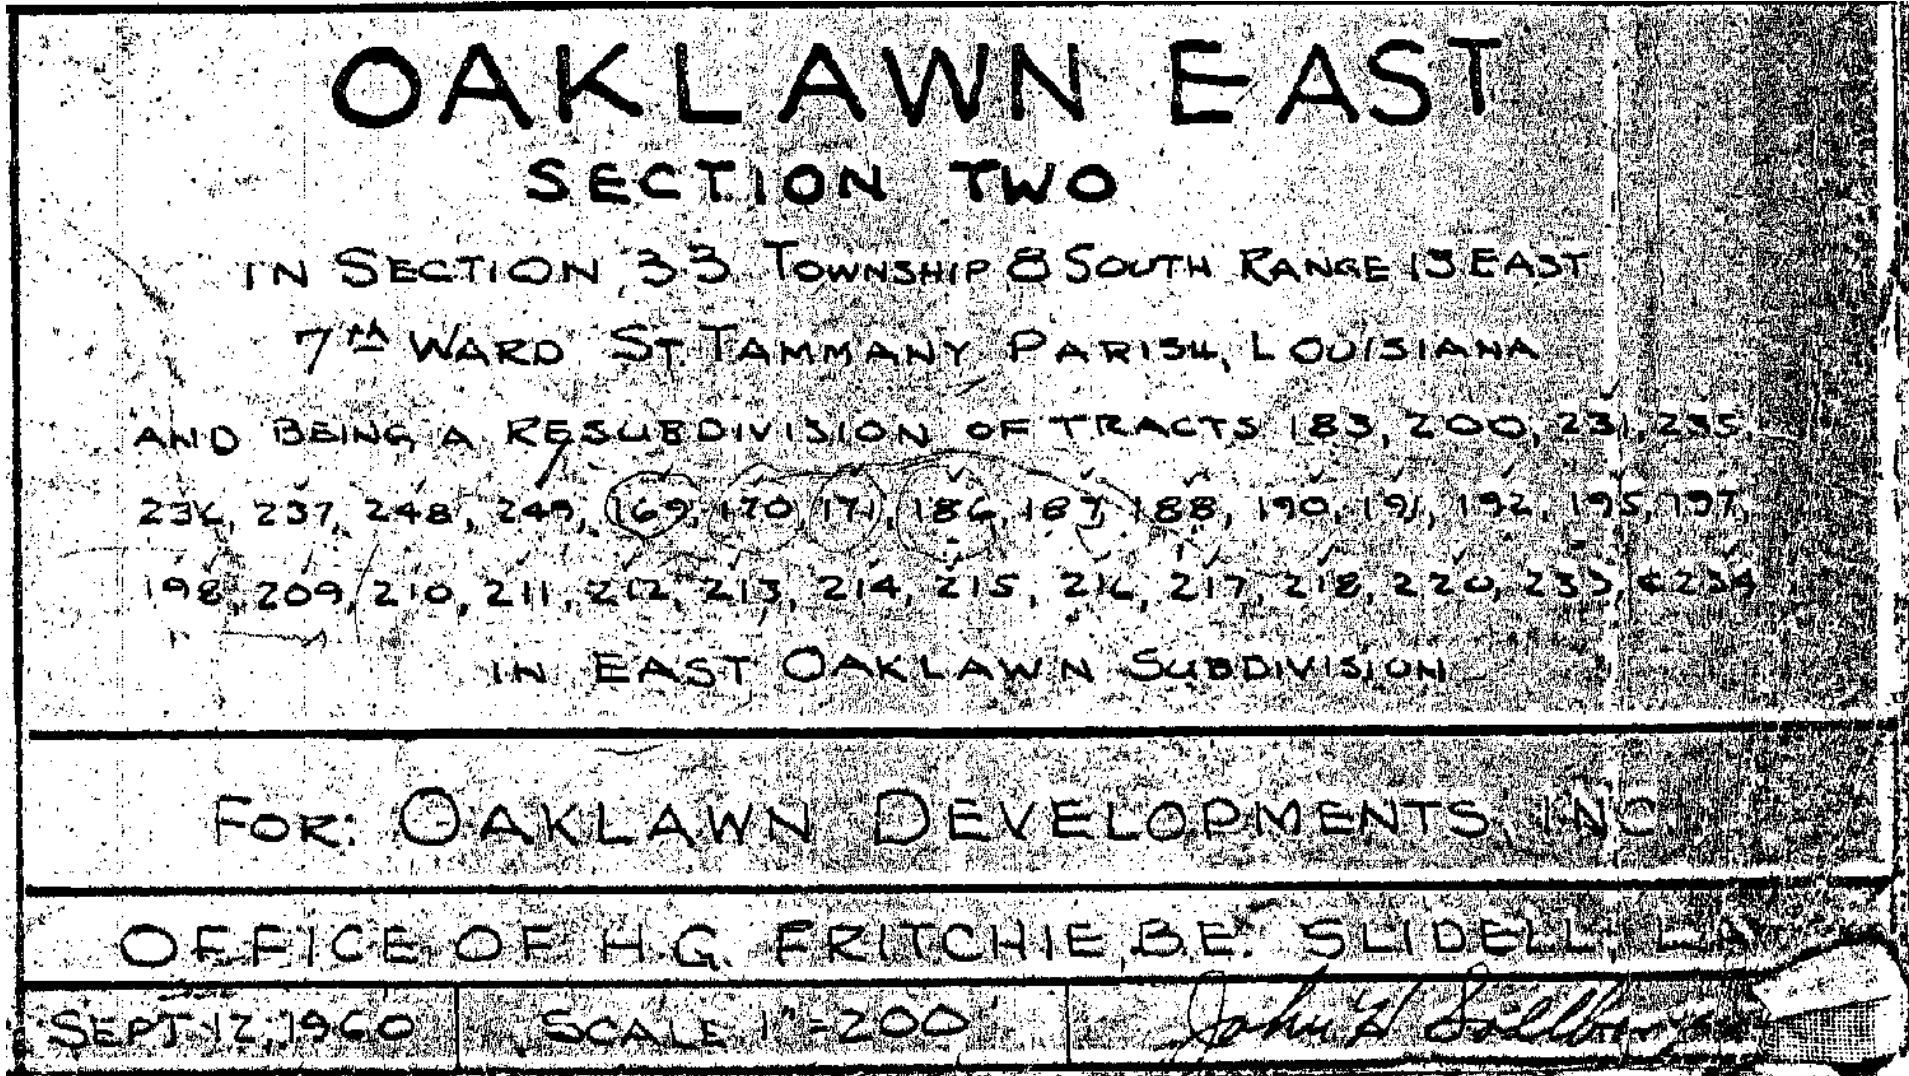 OAKLAWN EAST
SECTION TWO
IN SECTION 33 TOWNSHIP 8 SOUTH RANGE 13 EAST
7th WARD ST. TAMMANY PARISH, LOUISIANA
AND BEING A RESUBDIVISION OF TRACTS 183, 200, 231, 235,
236, 237, 248, 249, 169, 170, 171, 186, 187, 188, 190, 191, 192, 195, 197,
198, 209, 210, 211, 212, 213, 214, 215, 216, 217, 218, 220, 233, & 234
IN EAST OAKLAWN SUBDIVISION
FOR: OAKLAWN DEVELOPMENTS, INC.
OFFICE OF H.G. FRITCHIE, B.E. SLIDELL, LA
SEPT 12, 1960 SCALE 1"=200'
John H